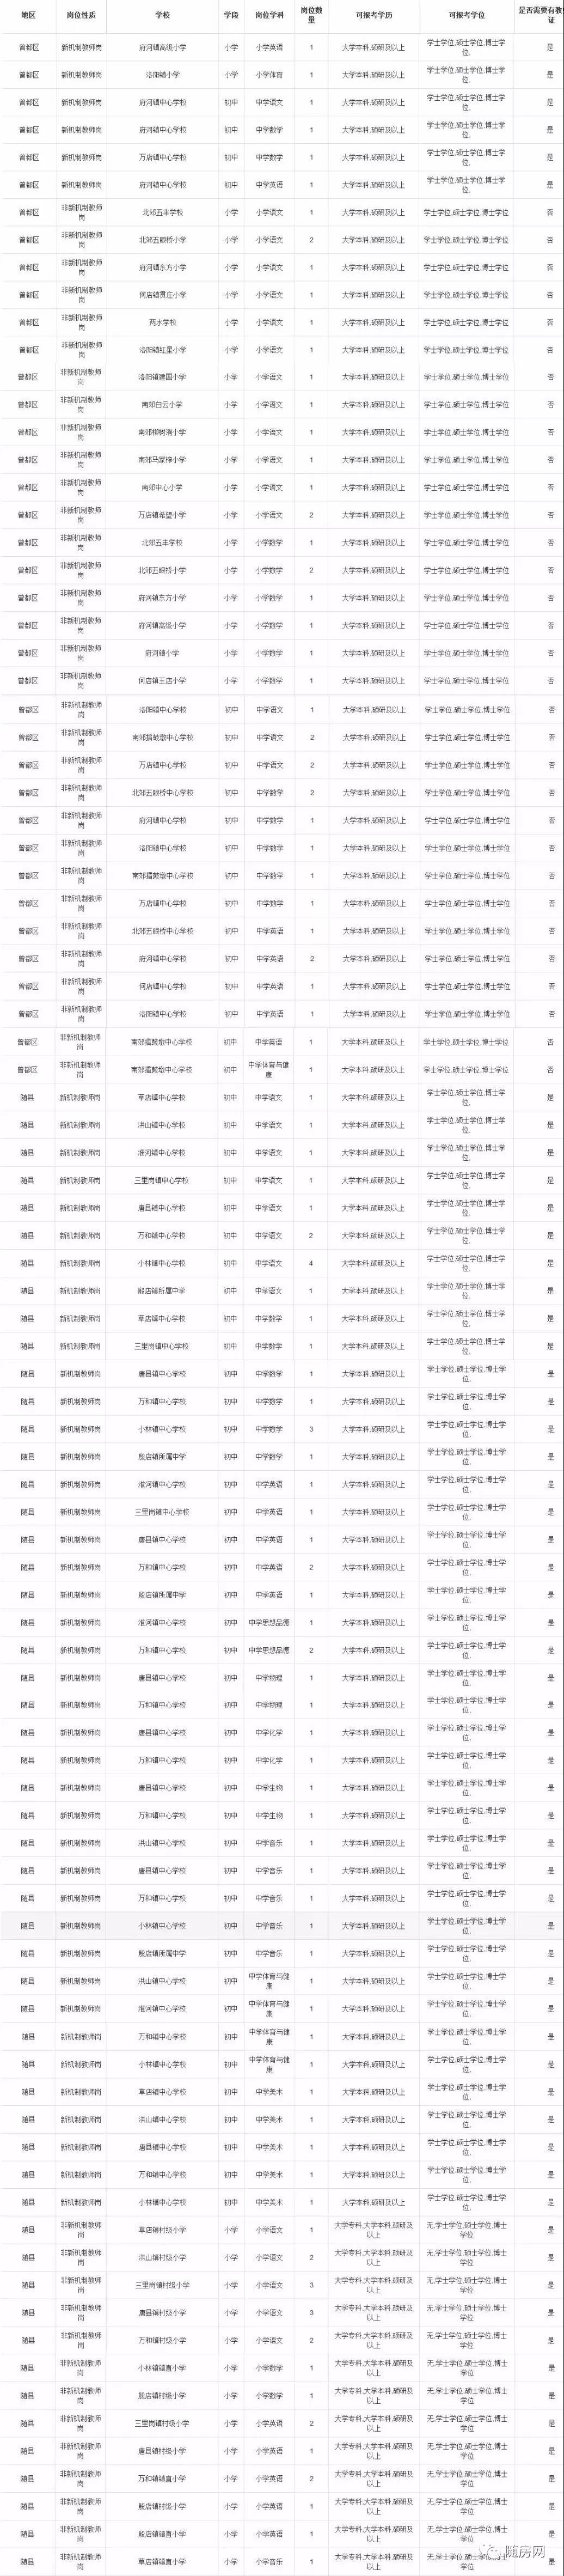 地区 岗位性质 学校 学段 岗位学科 岗位数量 可报考学历 可报考学位 是否需要有教师证
曾都区 新机制教师岗 府河镇高级小学 小学 小学英语 1 大学本科,硕研及以上 学士学位,硕士学位,博士学位, 是
曾都区 新机制教师岗 洛阳镇小学 小学 小学体育 1 大学本科,硕研及以上 学士学位,硕士学位,博士学位, 是
曾都区 新机制教师岗 府河镇中心学校 初中 中学语文 1 大学本科,硕研及以上 学士学位,硕士学位,博士学位, 是
曾都区 新机制教师岗 府河镇中心学校 初中 中学数学 1 大学本科,硕研及以上 学士学位,硕士学位,博士学位, 是
曾都区 新机制教师岗 万店镇中心学校 初中 中学数学 1 大学本科,硕研及以上 学士学位,硕士学位,博士学位, 是
曾都区 新机制教师岗 府河镇中心学校 初中 中学英语 1 大学本科,硕研及以上 学士学位,硕士学位,博士学位, 是
曾都区 非新机制教师岗 北郊五丰学校 小学 小学语文 1 大学本科,硕研及以上 学士学位,硕士学位,博士学位 否
曾都区 非新机制教师岗 北郊五眼桥小学 小学 小学语文 2 大学本科,硕研及以上 学士学位,硕士学位,博士学位 否
曾都区 非新机制教师岗 府河镇东方小学 小学 小学语文 1 大学本科,硕研及以上 学士学位,硕士学位,博士学位 否
曾都区 非新机制教师岗 何店镇贯庄小学 小学 小学语文 1 大学本科,硕研及以上 学士学位,硕士学位,博士学位 否
曾都区 非新机制教师岗 两水学校 小学 小学语文 1 大学本科,硕研及以上 学士学位,硕士学位,博士学位 否
曾都区 非新机制教师岗 洛阳镇红星小学 小学 小学语文 1 大学本科,硕研及以上 学士学位,硕士学位,博士学位 否
曾都区 非新机制教师岗 洛阳镇建国小学 小学 小学语文 1 大学本科,硕研及以上 学士学位,硕士学位,博士学位 否
曾都区 非新机制教师岗 南郊白云小学 小学 小学语文 1 大学本科,硕研及以上 学士学位,硕士学位,博士学位 否
曾都区 非新机制教师岗 南郊柳树淌小学 小学 小学语文 1 大学本科,硕研及以上 学士学位,硕士学位,博士学位 否
曾都区 非新机制教师岗 南郊马家榨小学 小学 小学语文 1 大学本科,硕研及以上 学士学位,硕士学位,博士学位 否
曾都区 非新机制教师岗 南郊中心小学 小学 小学语文 1 大学本科,硕研及以上 学士学位,硕士学位,博士学位 否
曾都区 非新机制教师岗 万店镇希望小学 小学 小学语文 2 大学本科,硕研及以上 学士学位,硕士学位,博士学位 否
曾都区 非新机制教师岗 北郊五丰学校 小学 小学数学 1 大学本科,硕研及以上 学士学位,硕士学位,博士学位 否
曾都区 非新机制教师岗 北郊五眼桥小学 小学 小学数学 2 大学本科,硕研及以上 学士学位,硕士学位,博士学位 否
曾都区 非新机制教师岗 府河镇东方小学 小学 小学数学 1 大学本科,硕研及以上 学士学位,硕士学位,博士学位 否
曾都区 非新机制教师岗 府河镇高级小学 小学 小学数学 1 大学本科,硕研及以上 学士学位,硕士学位,博士学位 否
曾都区 非新机制教师岗 府河镇小学 小学 小学数学 1 大学本科,硕研及以上 学士学位,硕士学位,博士学位 否
曾都区 非新机制教师岗 何店镇王店小学 小学 小学数学 1 大学本科,硕研及以上 学士学位,硕士学位,博士学位 否
曾都区 非新机制教师岗 洛阳镇中心学校 初中 中学语文 1 大学本科,硕研及以上 学士学位,硕士学位,博士学位 否
曾都区 非新机制教师岗 南郊擂鼓墩中心学校 初中 中学语文 2 大学本科,硕研及以上 学士学位,硕士学位,博士学位 否
曾都区 非新机制教师岗 万店镇中心学校 初中 中学语文 2 大学本科,硕研及以上 学士学位,硕士学位,博士学位 否
曾都区 非新机制教师岗 北郊五眼桥中心学校 初中 中学数学 2 大学本科,硕研及以上 学士学位,硕士学位,博士学位 否
曾都区 非新机制教师岗 府河镇中心学校 初中 中学数学 1 大学本科,硕研及以上 学士学位,硕士学位,博士学位 否
曾都区 非新机制教师岗 洛阳镇中心学校 初中 中学数学 1 大学本科,硕研及以上 学士学位,硕士学位,博士学位 否
曾都区 非新机制教师岗 南郊擂鼓墩中心学校 初中 中学数学 1 大学本科,硕研及以上 学士学位,硕士学位,博士学位 否
曾都区 非新机制教师岗 万店镇中心学校 初中 中学数学 1 大学本科,硕研及以上 学士学位,硕士学位,博士学位 否
曾都区 非新机制教师岗 北郊五眼桥中心学校 初中 中学英语 1 大学本科,硕研及以上 学士学位,硕士学位,博士学位 否
曾都区 非新机制教师岗 府河镇中心学校 初中 中学英语 2 大学本科,硕研及以上 学士学位,硕士学位,博士学位 否
曾都区 非新机制教师岗 何店镇中心学校 初中 中学英语 1 大学本科,硕研及以上 学士学位,硕士学位,博士学位 否
曾都区 非新机制教师岗 洛阳镇中心学校 初中 中学英语 1 大学本科,硕研及以上 学士学位,硕士学位,博士学位 否
曾都区 非新机制教师岗 南郊擂鼓墩中心学校 初中 中学英语 1 大学本科,硕研及以上 学士学位,硕士学位,博士学位 否
曾都区 非新机制教师岗 南郊擂鼓墩中心学校 初中 中学体育与健康 1 大学本科,硕研及以上 学士学位,硕士学位,博士学位 否
随县 新机制教师岗 草店镇中心学校 初中 中学语文 1 大学本科,硕研及以上 学士学位,硕士学位,博士学位, 是
随县 新机制教师岗 洪山镇中心学校 初中 中学语文 1 大学本科,硕研及以上 学士学位,硕士学位,博士学位, 是
随县 新机制教师岗 淮河镇中心学校 初中 中学语文 1 大学本科,硕研及以上 学士学位,硕士学位,博士学位, 是
随县 新机制教师岗 三里岗镇中心学校 初中 中学语文 1 大学本科,硕研及以上 学士学位,硕士学位,博士学位, 是
随县 新机制教师岗 唐县镇中心学校 初中 中学语文 1 大学本科,硕研及以上 学士学位,硕士学位,博士学位, 是
随县 新机制教师岗 万和镇中心学校 初中 中学语文 2 大学本科,硕研及以上 学士学位,硕士学位,博士学位, 是
随县 新机制教师岗 小林镇中心学校 初中 中学语文 4 大学本科,硕研及以上 学士学位,硕士学位,博士学位, 是
随县 新机制教师岗 殷店镇所属中学 初中 中学语文 1 大学本科,硕研及以上 学士学位,硕士学位,博士学位, 是
随县 新机制教师岗 草店镇中心学校 初中 中学数学 1 大学本科,硕研及以上 学士学位,硕士学位,博士学位, 是
随县 新机制教师岗 三里岗镇中心学校 初中 中学数学 1 大学本科,硕研及以上 学士学位,硕士学位,博士学位, 是
随县 新机制教师岗 唐县镇中心学校 初中 中学数学 1 大学本科,硕研及以上 学士学位,硕士学位,博士学位, 是
随县 新机制教师岗 万和镇中心学校 初中 中学数学 1 大学本科,硕研及以上 学士学位,硕士学位,博士学位, 是
随县 新机制教师岗 小林镇中心学校 初中 中学数学 3 大学本科,硕研及以上 学士学位,硕士学位,博士学位, 是
随县 新机制教师岗 殷店镇所属中学 初中 中学数学 1 大学本科,硕研及以上 学士学位,硕士学位,博士学位, 是
随县 新机制教师岗 淮河镇中心学校 初中 中学英语 1 大学本科,硕研及以上 学士学位,硕士学位,博士学位, 是
随县 新机制教师岗 三里岗镇中心学校 初中 中学英语 1 大学本科,硕研及以上 学士学位,硕士学位,博士学位, 是
随县 新机制教师岗 唐县镇中心学校 初中 中学英语 1 大学本科,硕研及以上 学士学位,硕士学位,博士学位, 是
随县 新机制教师岗 万和镇中心学校 初中 中学英语 2 大学本科,硕研及以上 学士学位,硕士学位,博士学位, 是
随县 新机制教师岗 殷店镇所属中学 初中 中学英语 1 大学本科,硕研及以上 学士学位,硕士学位,博士学位, 是
随县 新机制教师岗 淮河镇中心学校 初中 中学思想品德 1 大学本科,硕研及以上 学士学位,硕士学位,博士学位, 是
随县 新机制教师岗 万和镇中心学校 初中 中学思想品德 2 大学本科,硕研及以上 学士学位,硕士学位,博士学位, 是
随县 新机制教师岗 唐县镇中心学校 初中 中学物理 1 大学本科,硕研及以上 学士学位,硕士学位,博士学位, 是
随县 新机制教师岗 万和镇中心学校 初中 中学物理 1 大学本科,硕研及以上 学士学位,硕士学位,博士学位, 是
随县 新机制教师岗 唐县镇中心学校 初中 中学化学 1 大学本科,硕研及以上 学士学位,硕士学位,博士学位, 是
随县 新机制教师岗 万和镇中心学校 初中 中学化学 1 大学本科,硕研及以上 学士学位,硕士学位,博士学位, 是
随县 新机制教师岗 唐县镇中心学校 初中 中学生物 1 大学本科,硕研及以上 学士学位,硕士学位,博士学位, 是
随县 新机制教师岗 万和镇中心学校 初中 中学生物 1 大学本科,硕研及以上 学士学位,硕士学位,博士学位, 是
随县 新机制教师岗 洪山镇中心学校 初中 中学音乐 1 大学本科,硕研及以上 学士学位,硕士学位,博士学位, 是
随县 新机制教师岗 唐县镇中心学校 初中 中学音乐 1 大学本科,硕研及以上 学士学位,硕士学位,博士学位, 是
随县 新机制教师岗 万和镇中心学校 初中 中学音乐 1 大学本科,硕研及以上 学士学位,硕士学位,博士学位, 是
随县 新机制教师岗 小林镇中心学校 初中 中学音乐 1 大学本科,硕研及以上 学士学位,硕士学位,博士学位, 是
随县 新机制教师岗 殷店镇所属中学 初中 中学音乐 1 大学本科,硕研及以上 学士学位,硕士学位,博士学位, 是
随县 新机制教师岗 洪山镇中心学校 初中 中学体育与健康 1 大学本科,硕研及以上 学士学位,硕士学位,博士学位, 是
随县 新机制教师岗 淮河镇中心学校 初中 中学体育与健康 1 大学本科,硕研及以上 学士学位,硕士学位,博士学位, 是
随县 新机制教师岗 万和镇中心学校 初中 中学体育与健康 1 大学本科,硕研及以上 学士学位,硕士学位,博士学位, 是
随县 新机制教师岗 小林镇中心学校 初中 中学体育与健康 1 大学本科,硕研及以上 学士学位,硕士学位,博士学位, 是
随县 新机制教师岗 草店镇中心学校 初中 中学美术 1 大学本科,硕研及以上 学士学位,硕士学位,博士学位, 是
随县 新机制教师岗 洪山镇中心学校 初中 中学美术 1 大学本科,硕研及以上 学士学位,硕士学位,博士学位, 是
随县 新机制教师岗 唐县镇中心学校 初中 中学美术 1 大学本科,硕研及以上 学士学位,硕士学位,博士学位, 是
随县 新机制教师岗 万和镇中心学校 初中 中学美术 1 大学本科,硕研及以上 学士学位,硕士学位,博士学位, 是
随县 新机制教师岗 小林镇中心学校 初中 中学美术 1 大学本科,硕研及以上 学士学位,硕士学位,博士学位, 是
随县 非新机制教师岗 草店镇村级小学 小学 小学语文 1 大学专科,大学本科,硕研及以上 无,学士学位,硕士学位,博士学位 是
随县 非新机制教师岗 洪山镇村级小学 小学 小学语文 2 大学专科,大学本科,硕研及以上 无,学士学位,硕士学位,博士学位 是
随县 非新机制教师岗 三里岗镇村级小学 小学 小学语文 3 大学专科,大学本科,硕研及以上 无,学士学位,硕士学位,博士学位 是
随县 非新机制教师岗 唐县镇村级小学 小学 小学语文 3 大学专科,大学本科,硕研及以上 无,学士学位,硕士学位,博士学位 是
随县 非新机制教师岗 万和镇村级小学 小学 小学语文 2 大学专科,大学本科,硕研及以上 无,学士学位,硕士学位,博士学位 是
随县 非新机制教师岗 小林镇镇直小学 小学 小学数学 1 大学专科,大学本科,硕研及以上 无,学士学位,硕士学位,博士学位 是
随县 非新机制教师岗 殷店镇村级小学 小学 小学数学 1 大学专科,大学本科,硕研及以上 无,学士学位,硕士学位,博士学位 是
随县 非新机制教师岗 三里岗镇村级小学 小学 小学英语 2 大学专科,大学本科,硕研及以上 无,学士学位,硕士学位,博士学位 是
随县 非新机制教师岗 唐县镇村级小学 小学 小学英语 1 大学专科,大学本科,硕研及以上 无,学士学位,硕士学位,博士学位 是
随县 非新机制教师岗 万和镇镇直小学 小学 小学英语 2 大学专科,大学本科,硕研及以上 无,学士学位,硕士学位,博士学位 是
随县 非新机制教师岗 殷店镇村级小学 小学 小学英语 1 大学专科,大学本科,硕研及以上 无,学士学位,硕士学位,博士学位 是
随县 非新机制教师岗 殷店镇镇直小学 小学 小学英语 1 大学专科,大学本科,硕研及以上 无,学士学位,硕士学位,博士学位 是
随县 非新机制教师岗 草店镇镇直小学 小学 小学音乐 1 大学专科,大学本科,硕研及以上 无,学士学位,硕士学位,博士学位 是
随房网